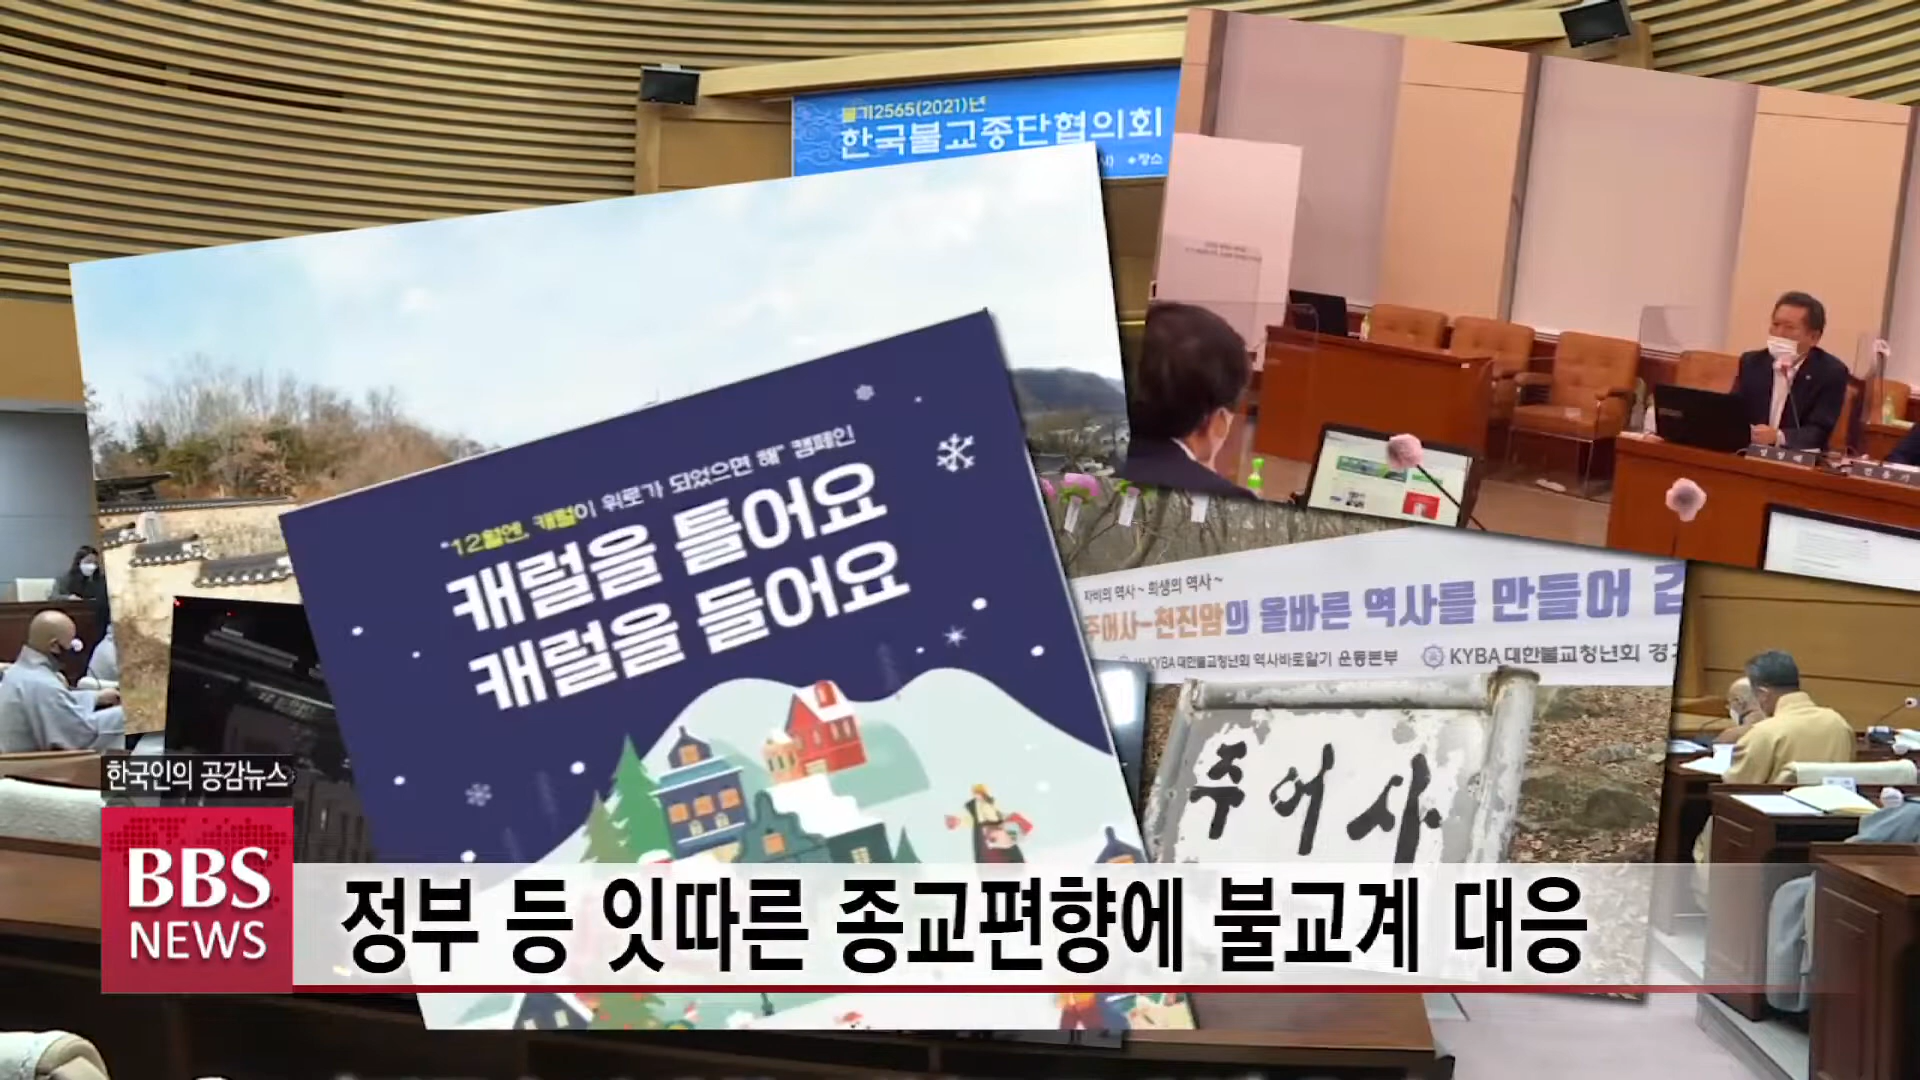 불기2565(2021)년
한국불교종단협의회
장소
"12월엔, 캐럴이 위로가 되었으면 해" 캠페인
캐럴을 틀어요
캐럴을 들어요
자비의 역사~ 희생의 역사~
주어사-천진암의 올바른 역사를 만들어
KYBA 대한불교청년회 역사바로알기 운동본부
KYBA 대한불교청년회
주어사
한국인의 공감뉴스
BBS
NEWS
정부 등 잇따른 종교편향에 불교계 대응